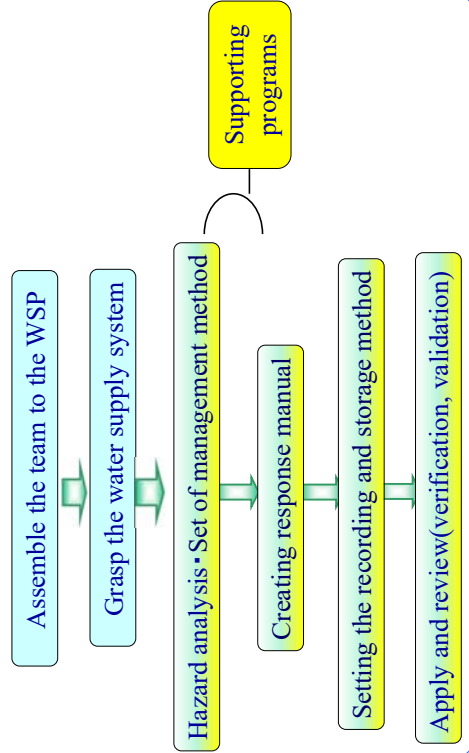 Assemble the team to the WSP
Grasp the water supply system
Hazard analysis・Set of management method
Creating response manual
Setting the recording and storage method
Apply and review(verification, validation)
Supporting
programs